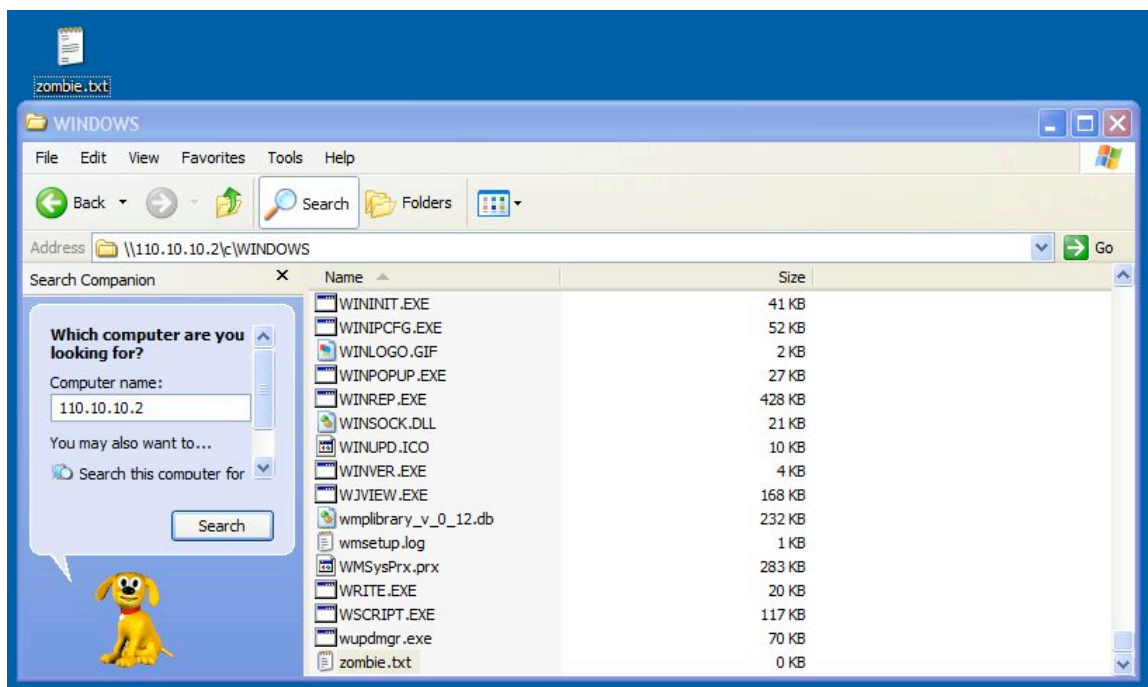 zombie.txt
WINDOWS
File Edit View Favorites Tools Help
Back Search Folders
Address \\110.10.10.2\c\WINDOWS Go
Search Companion
Which computer are you
looking for?
Computer name:
110.10.10.2
You may also want to...
Search this computer for
Search
Name Size
WININIT.EXE 41 KB
WINIPCFG.EXE 52 KB
WINLOGO.GIF 2 KB
WINPOPUP.EXE 27 KB
WINREP.EXE 428 KB
WINSOCK.DLL 21 KB
WINUPD.ICO 10 KB
WINVER.EXE 4 KB
WJVIEW.EXE 168 KB
wmplibrary_v_0_12.db 232 KB
wmsetup.log 1 KB
WMSysPrx.prx 283 KB
WRITE.EXE 20 KB
WSCRIPT.EXE 117 KB
wupdmgr.exe 70 KB
zombie.txt 0 KB